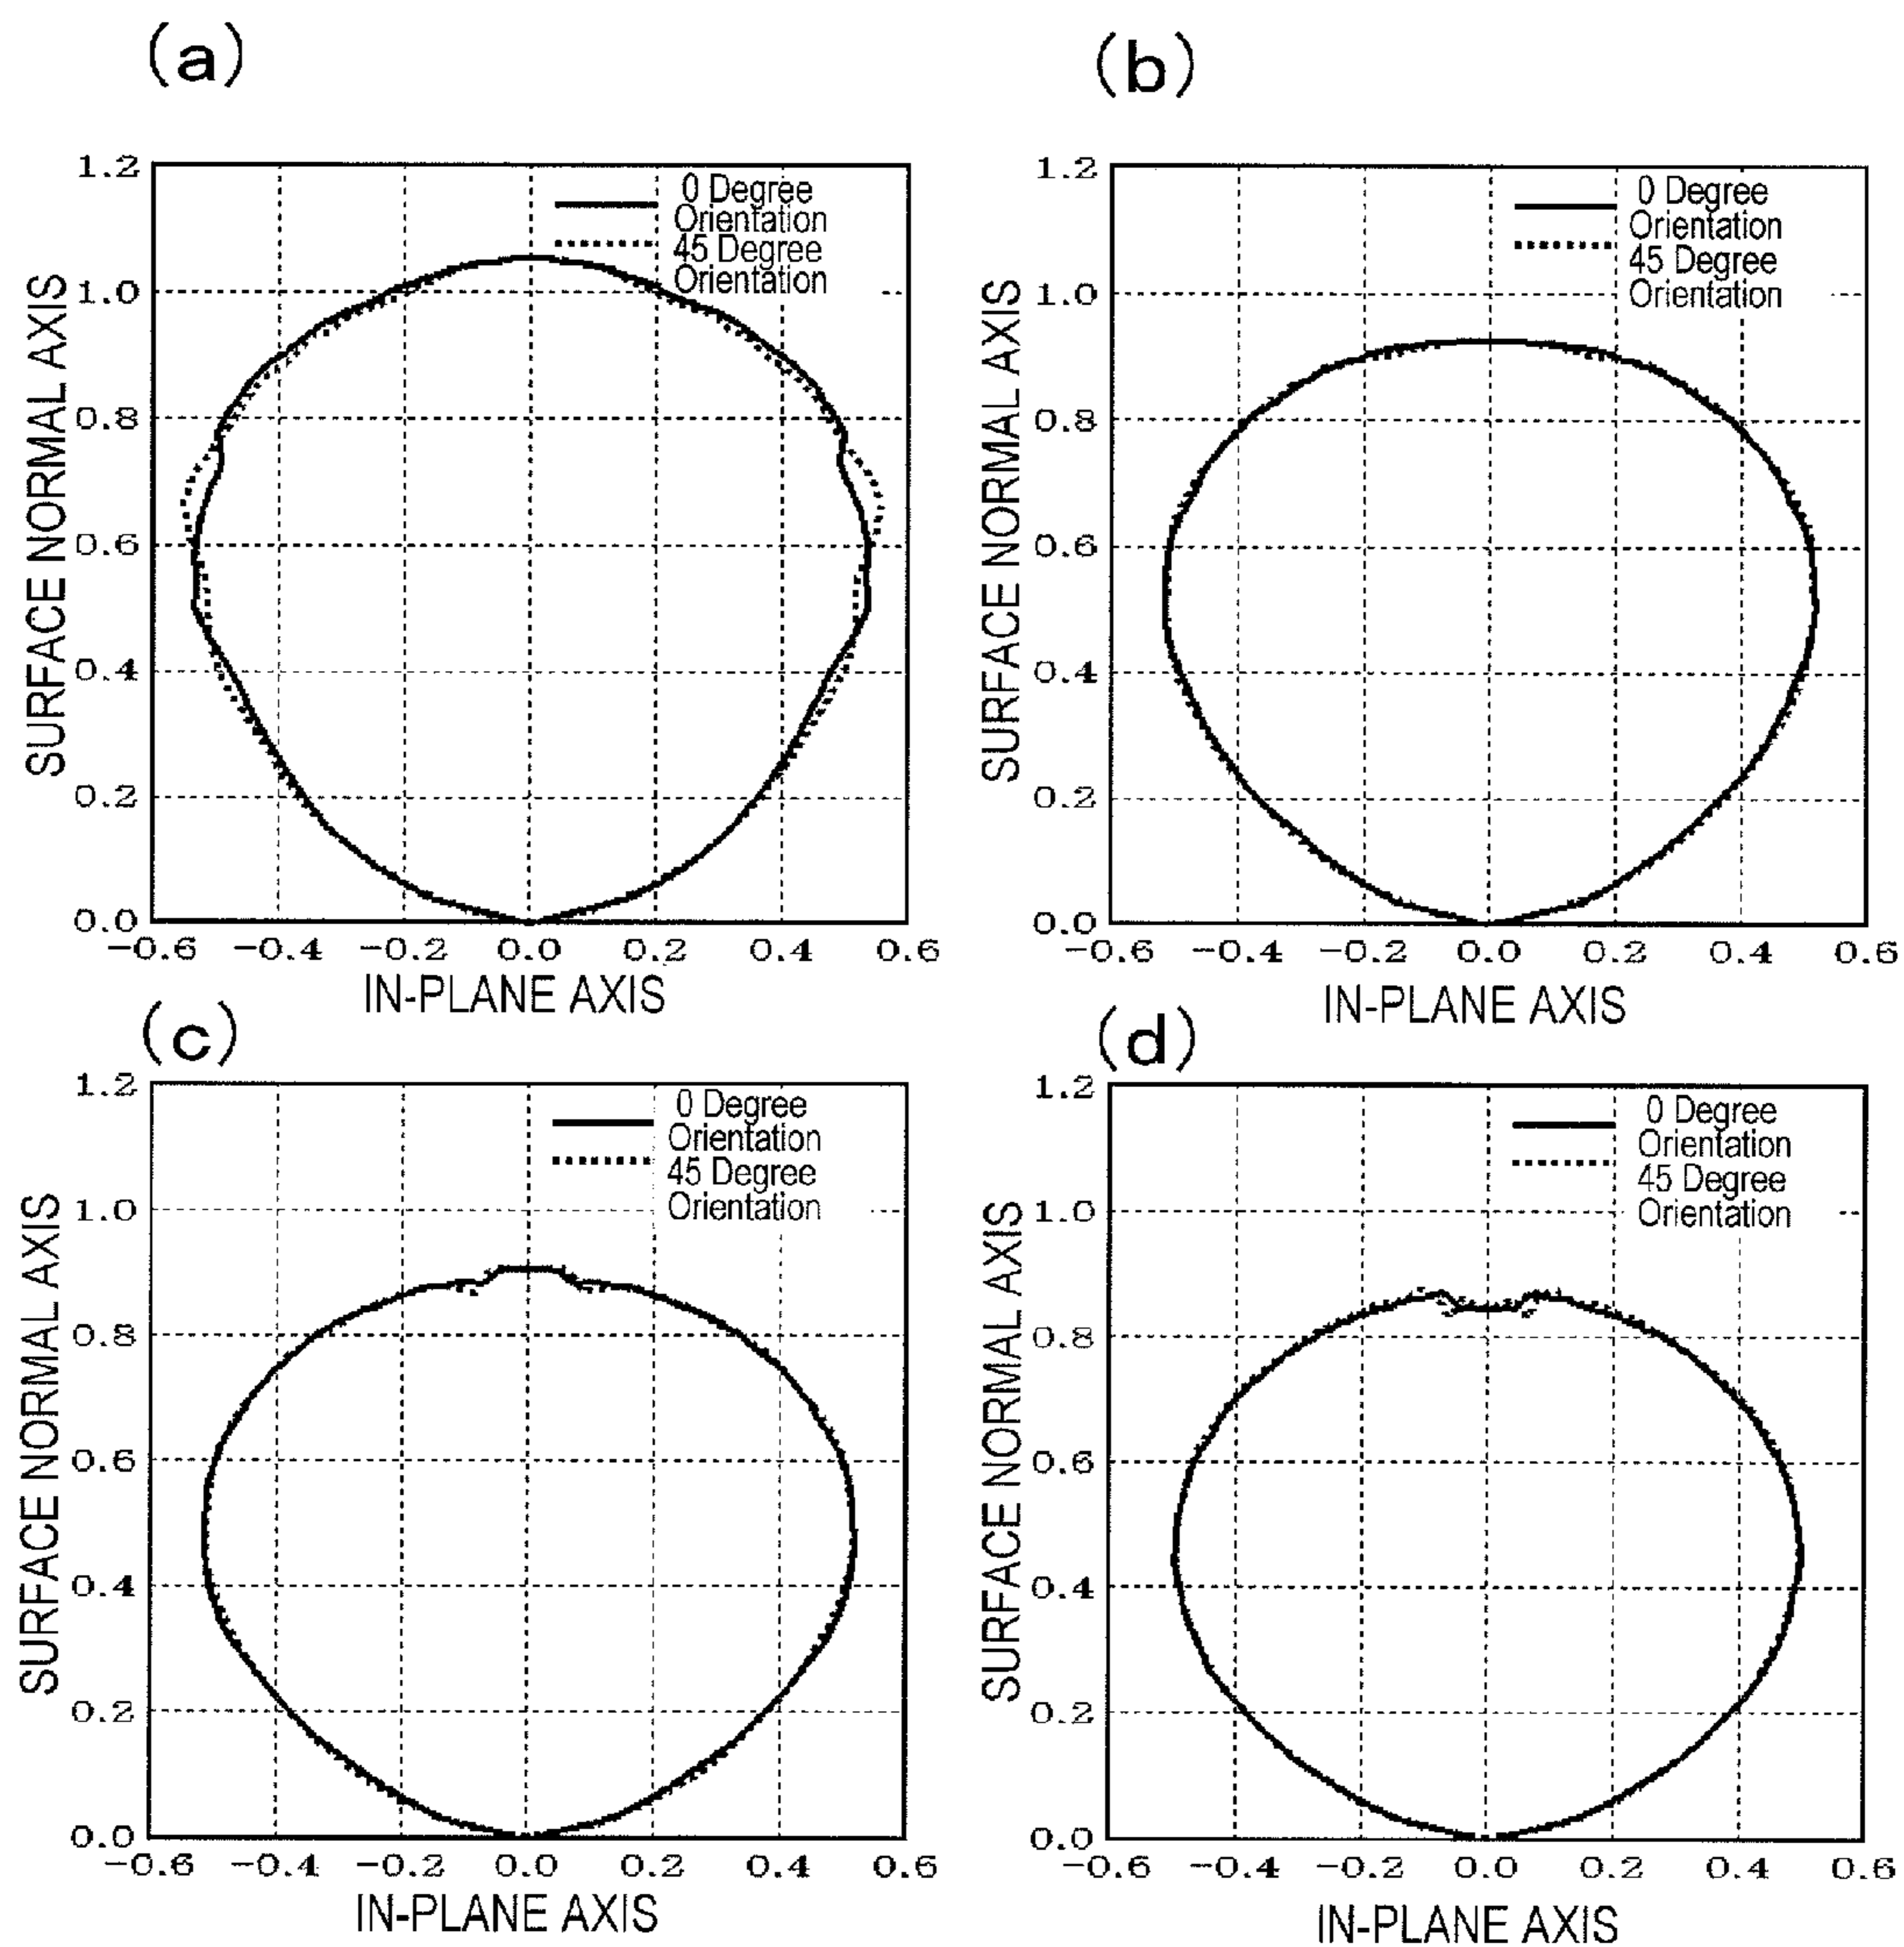 (a)
1.2
1.0
0.8
0.6
0.4
0.2
0.0
SURFACE NORMAL AXIS
0 Degree
Orientation
45 Degree
Orientation
-0.6 -0.4 -0.2 0.0 0.2 0.4 0.6
IN-PLANE AXIS
(b)
1.2
1.0
0.8
0.6
0.4
0.2
0.0
SURFACE NORMAL AXIS
0 Degree
Orientation
45 Degree
Orientation
-0.6 -0.4 -0.2 0.0 0.2 0.4 0.6
IN-PLANE AXIS
(c)
1.2
1.0
0.8
0.6
0.4
0.2
0.0
SURFACE NORMAL AXIS
0 Degree
Orientation
45 Degree
Orientation
-0.6 -0.4 -0.2 0.0 0.2 0.4 0.6
IN-PLANE AXIS
(d)
1.2
1.0
0.8
0.6
0.4
0.2
0.0
SURFACE NORMAL AXIS
0 Degree
Orientation
45 Degree
Orientation
-0.6 -0.4 -0.2 0.0 0.2 0.4 0.6
IN-PLANE AXIS